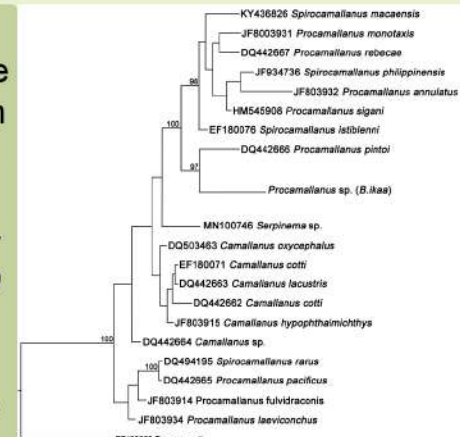 KY436826 Spirocamallanus macaensis
JF8003931 Procamallanus monotaxis
DQ442667 Procamallanus rebecae
JF934736 Spirocamallanus philippinensis
JF803932 Procamallanus annulatus
HM545908 Procamallanus sigani
98
EF180076 Spirocamallanus istiblenni
100
DQ442666 Procamallanus pintoi
97
Procamallanus sp. (B.ikaa)
MN100746 Serpinema sp.
DQ503463 Camallanus oxycephalus
EF180071 Camallanus cotti
DQ442663 Camallanus lacustris
DQ442662 Camallanus cotti
JF803915 Camallanus hypophthaimichthys
100
DQ442664 Camallanus sp.
DQ494195 Spirocamallanus rarus
100
DQ442665 Procamallanus pacificus
JF803914 Procamallanus fulvidraconis
JF803934 Procamallanus laeviconchus